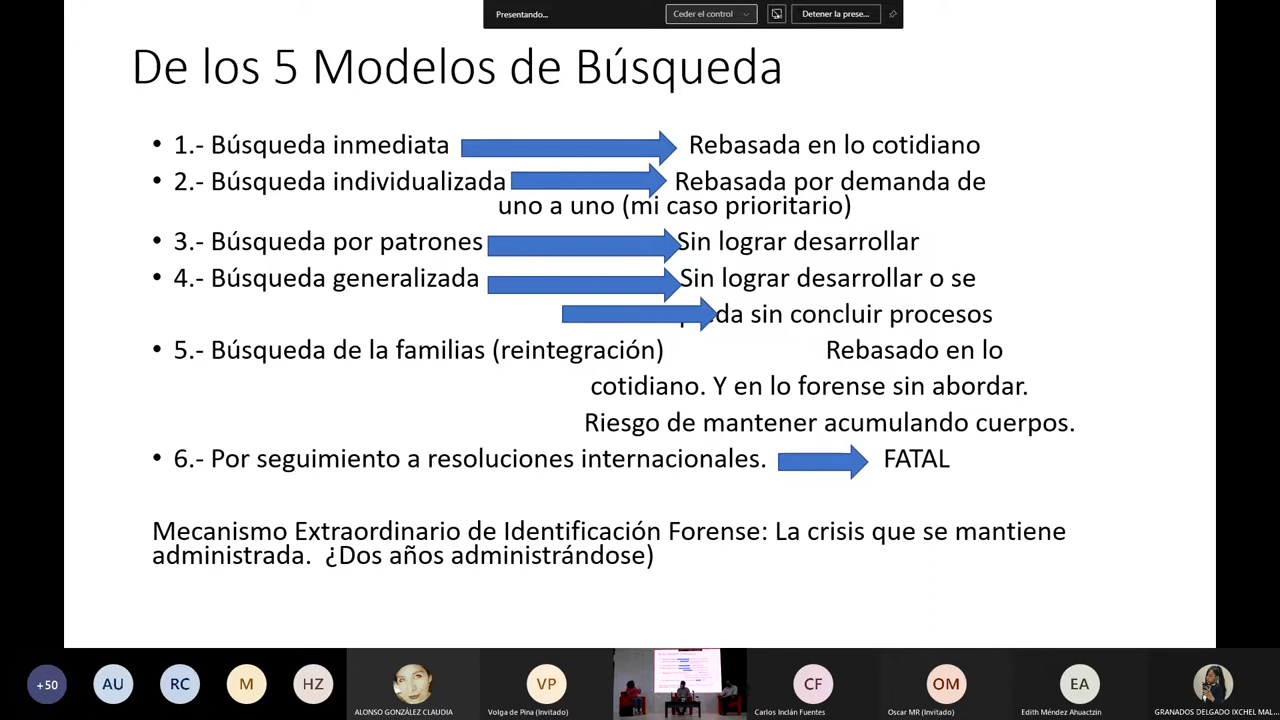 Presentando...
Ceder el control
Detener la prese...
De los 5 Modelos de Búsqueda
• 1.- Búsqueda inmediata Rebasada en lo cotidiano
• 2.- Búsqueda individualizada Rebasada por demanda de
uno a uno (mi caso prioritario)
• 3.- Búsqueda por patrones Sin lograr desarrollar
• 4.- Búsqueda generalizada Sin lograr desarrollar o se
sin concluir procesos
• 5.- Búsqueda de la familias (reintegración) Rebasado en lo
cotidiano. Y en lo forense sin abordar.
Riesgo de mantener acumulando cuerpos.
• 6.- Por seguimiento a resoluciones internacionales. FATAL
Mecanismo Extraordinario de Identificación Forense: La crisis que se mantiene
administrada. ¿Dos años administrándose)
+50
AU
RC
M
HZ
VP
CF
OM
EA
ALONSO GONZÁLEZ CLAUDIA
Volga de Pina (Invitado)
Carlos Inclán Fuentes
Oscar MR (Invitado)
Edith Méndez Ahuactzin
GRANADOS DELGADO IXCHEL MAL...